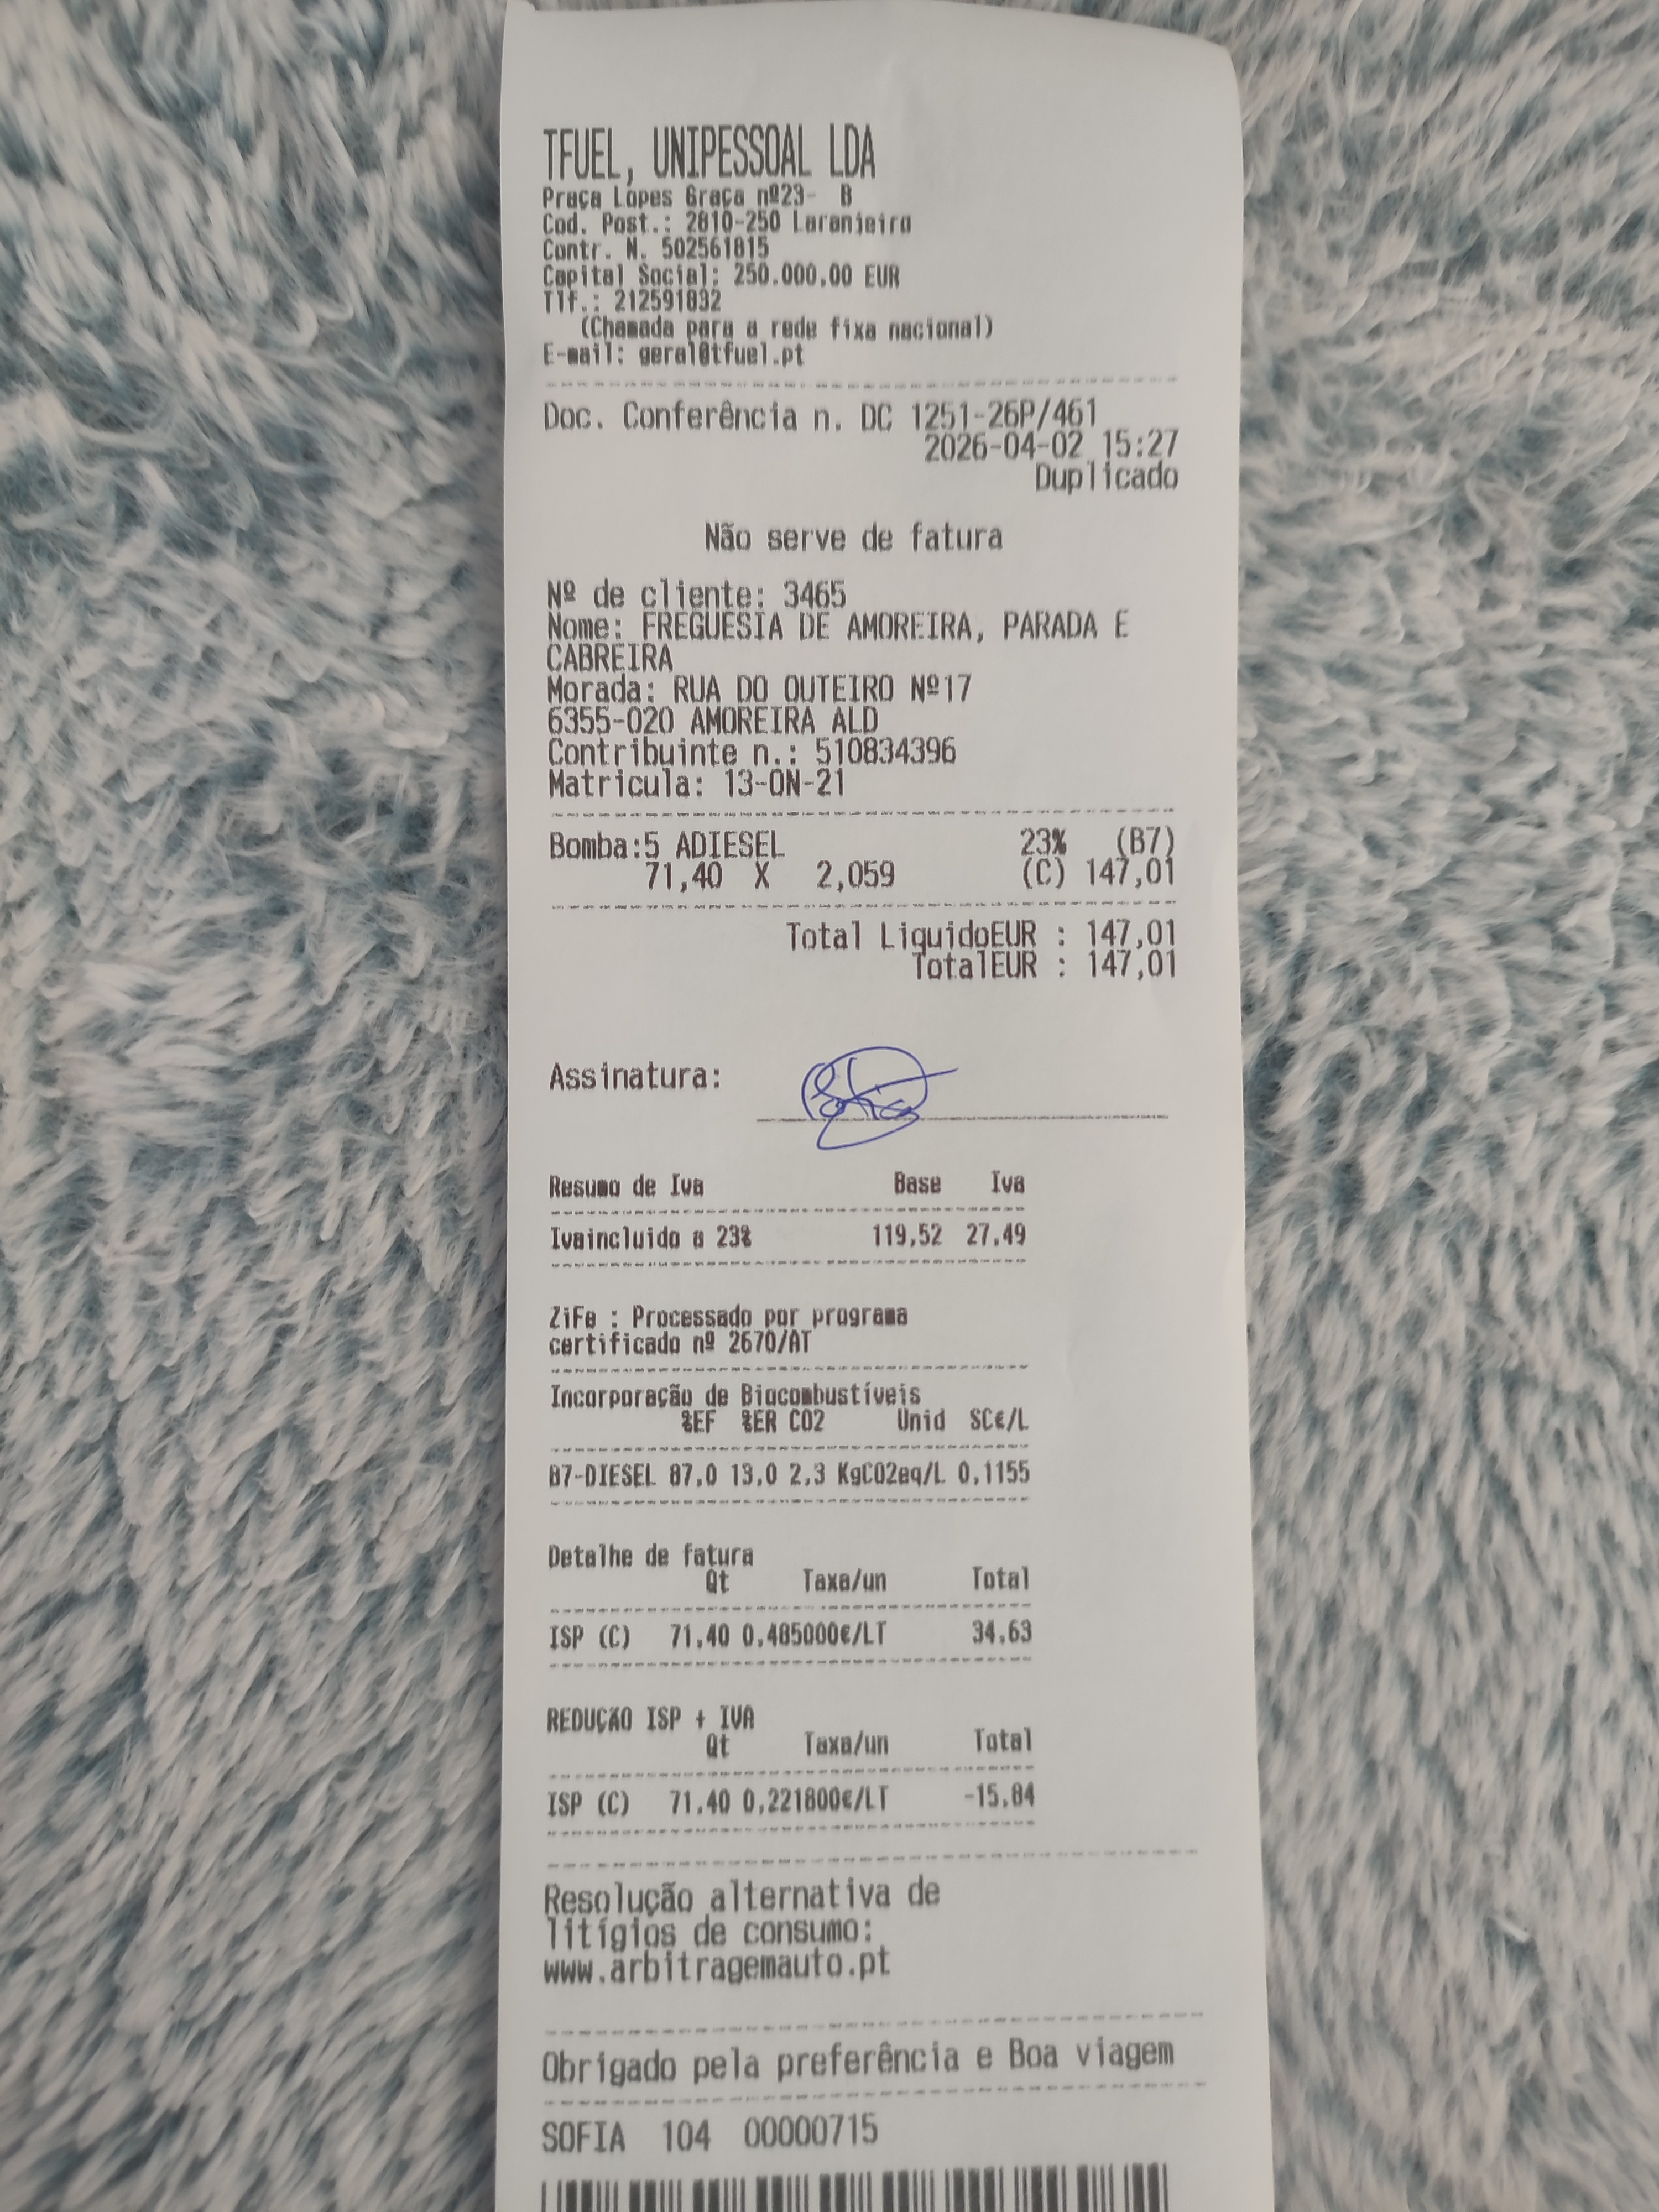 TFUEL, UNIPESSOAL LDA
Praça Lopes Graça nº23-  B
Cod. Post.: 2810-250 Laranjeiro
Contr. N. 502561815
Capital Social: 250.000,00 EUR
Tlf.: 212591832
(Chamada para a rede fixa nacional)
E-mail: geral@tfuel.pt
Doc. Conferência n. DC 1251-26P/461
2026-04-02 15:27
Duplicado
Não serve de fatura
Nº de cliente: 3465
Nome: FREGUESIA DE AMOREIRA, PARADA E
CABREIRA
Morada: RUA DO OUTEIRO Nº17
6355-020 AMOREIRA ALD
Contribuinte n.: 510834396
Matricula: 13-ON-21
Bomba:5 ADIESEL 23% (B7)
71,40 X 2,059 (C) 147,01
Total LiquidoEUR : 147,01
TotalEUR : 147,01
Assinatura:
Resumo de Iva Base Iva
Ivaincluido a 23% 119,52 27,49
ZiFe : Processado por programa
certificado nº 2670/AT
Incorporação de Biocombustíveis
%EF %ER CO2 Unid SC€/L
B7-DIESEL 87,0 13,0 2,3 KgCO2eq/L 0,1155
Detalhe de fatura
Qt Taxa/un Total
ISP (C) 71,40 0,485000€/LT 34,63
REDUÇÃO ISP + IVA
Qt Taxa/un Total
ISP (C) 71,40 0,221800€/LT -15,84
Resolução alternativa de
litígios de consumo:
www.arbitragemauto.pt
Obrigado pela preferência e Boa viagem
SOFIA 104 00000715